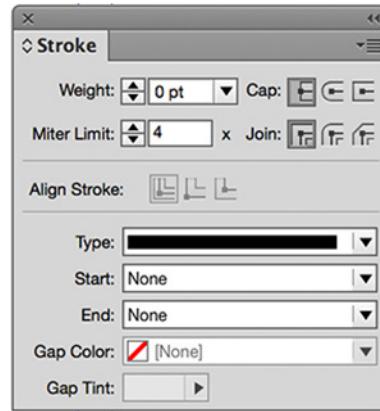 Stroke
Weight: 0 pt Cap:
Miter Limit: 4 x Join:
Align Stroke:
Type:
Start: None
End: None
Gap Color: [None]
Gap Tint: